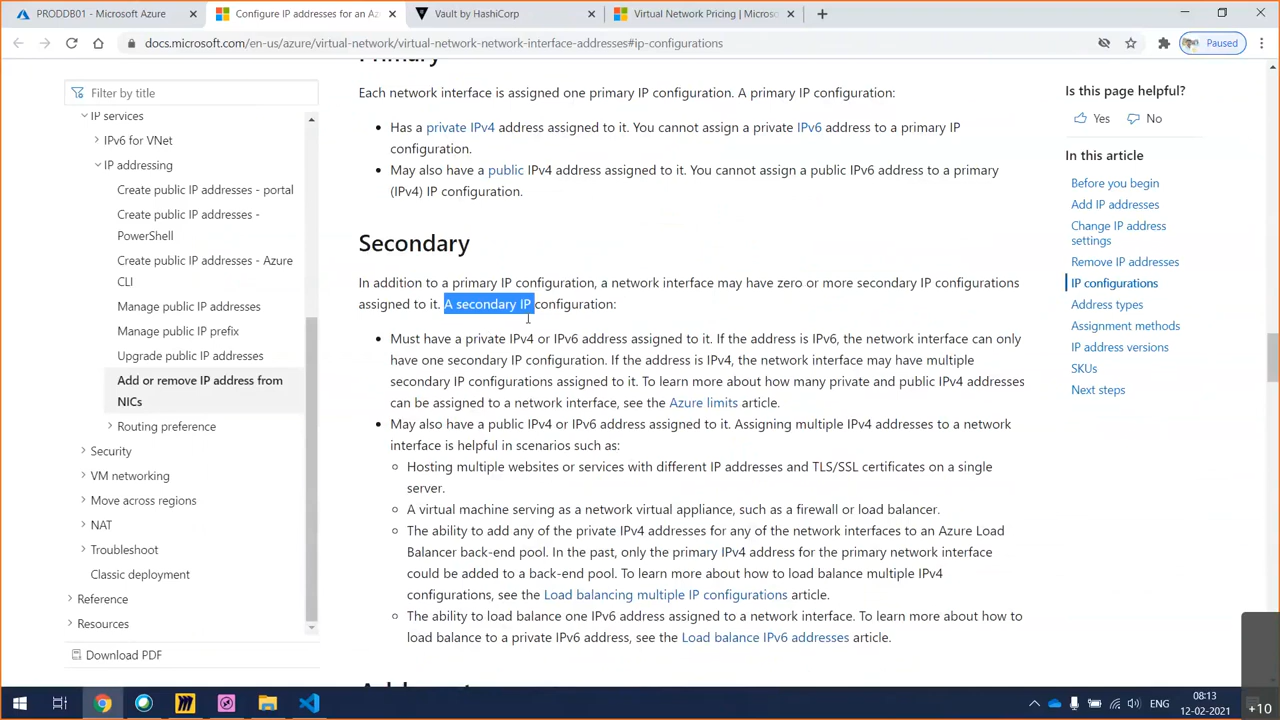 PRODDB01 - Microsoft Azure
Configure IP addresses for an Az
Vault by HashiCorp
Virtual Network Pricing | Micros
docs.microsoft.com/en-us/azure/virtual-network/virtual-network-network-interface-addresses#ip-configurations
Paused
Filter by title
IP services
IPv6 for VNet
IP addressing
Create public IP addresses - portal
Create public IP addresses -
PowerShell
Create public IP addresses - Azure
CLI
Manage public IP addresses
Manage public IP prefix
Upgrade public IP addresses
Add or remove IP address from
NICs
Routing preference
Security
VM networking
Move across regions
NAT
Troubleshoot
Classic deployment
Reference
Resources
Download PDF
Primary
Each network interface is assigned one primary IP configuration. A primary IP configuration:
• Has a private IPv4 address assigned to it. You cannot assign a private IPv6 address to a primary IP
configuration.
• May also have a public IPv4 address assigned to it. You cannot assign a public IPv6 address to a primary
(IPv4) IP configuration.
Secondary
In addition to a primary IP configuration, a network interface may have zero or more secondary IP configurations
assigned to it. A secondary IP configuration:
• Must have a private IPv4 or IPv6 address assigned to it. If the address is IPv6, the network interface can only
have one secondary IP configuration. If the address is IPv4, the network interface may have multiple
secondary IP configurations assigned to it. To learn more about how many private and public IPv4 addresses
can be assigned to a network interface, see the Azure limits article.
• May also have a public IPv4 or IPv6 address assigned to it. Assigning multiple IPv4 addresses to a network
interface is helpful in scenarios such as:
○ Hosting multiple websites or services with different IP addresses and TLS/SSL certificates on a single
server.
○ A virtual machine serving as a network virtual appliance, such as a firewall or load balancer.
○ The ability to add any of the private IPv4 addresses for any of the network interfaces to an Azure Load
Balancer back-end pool. In the past, only the primary IPv4 address for the primary network interface
could be added to a back-end pool. To learn more about how to load balance multiple IPv4
configurations, see the Load balancing multiple IP configurations article.
○ The ability to load balance one IPv6 address assigned to a network interface. To learn more about how to
load balance to a private IPv6 address, see the Load balance IPv6 addresses article.
Is this page helpful?
Yes No
In this article
Before you begin
Add IP addresses
Change IP address
settings
Remove IP addresses
IP configurations
Address types
Assignment methods
IP address versions
SKUs
Next steps
ENG
08:13
12-02-2021
+10